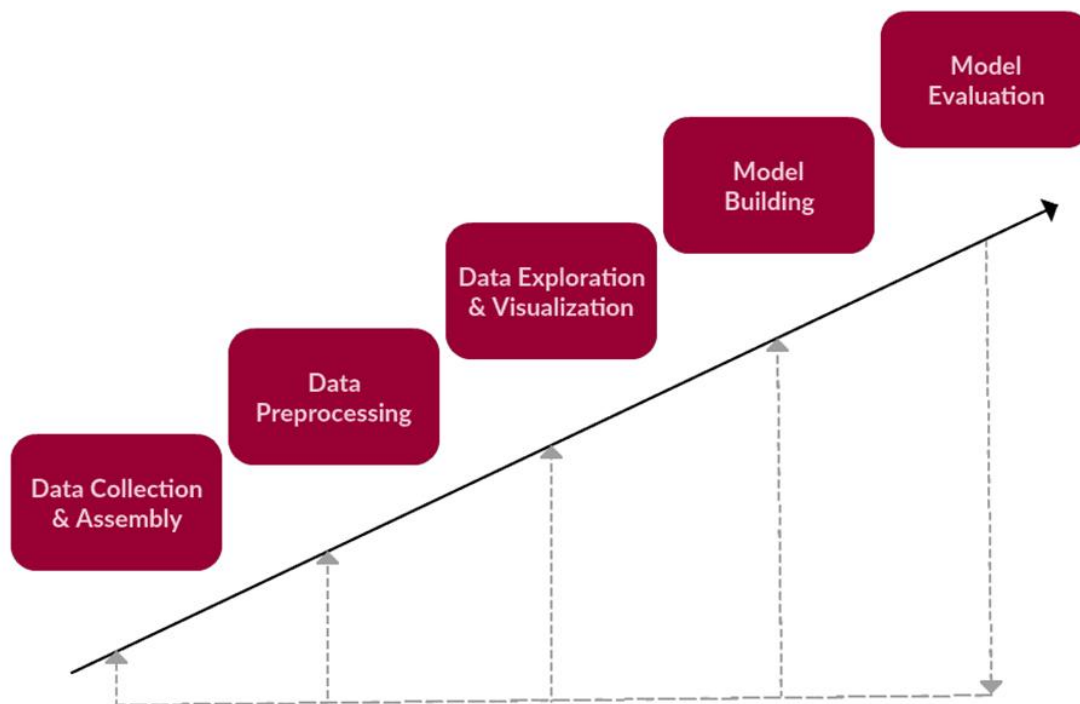 Data Collection
& Assembly
Data
Preprocessing
Data Exploration
& Visualization
Model
Building
Model
Evaluation